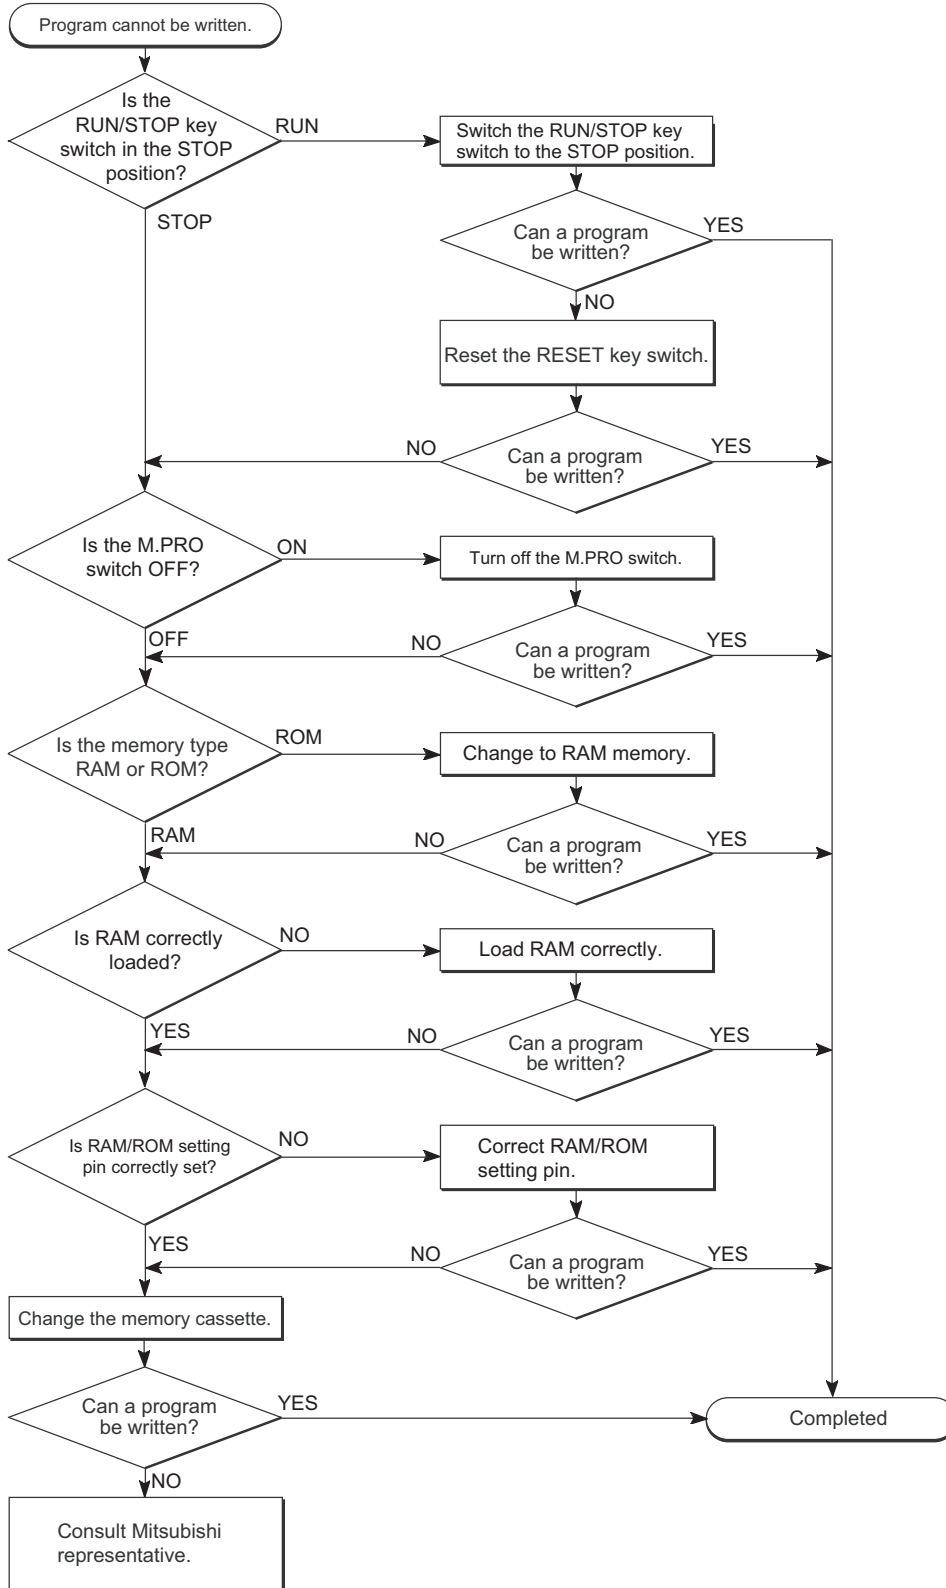 Program cannot be written.
Is the
RUN/STOP key
switch in the STOP
position?
RUN
Switch the RUN/STOP key
switch to the STOP position.
STOP
Can a program
be written?
YES
NO
Reset the RESET key switch.
NO
Can a program
be written?
YES
Is the M.PRO
switch OFF?
ON
Turn off the M.PRO switch.
OFF
NO
Can a program
be written?
YES
Is the memory type
RAM or ROM?
ROM
Change to RAM memory.
RAM
NO
Can a program
be written?
YES
Is RAM correctly
loaded?
NO
Load RAM correctly.
YES
NO
Can a program
be written?
YES
Is RAM/ROM setting
pin correctly set?
NO
Correct RAM/ROM
setting pin.
YES
NO
Can a program
be written?
YES
Change the memory cassette.
Can a program
be written?
YES
Completed
NO
Consult Mitsubishi
representative.